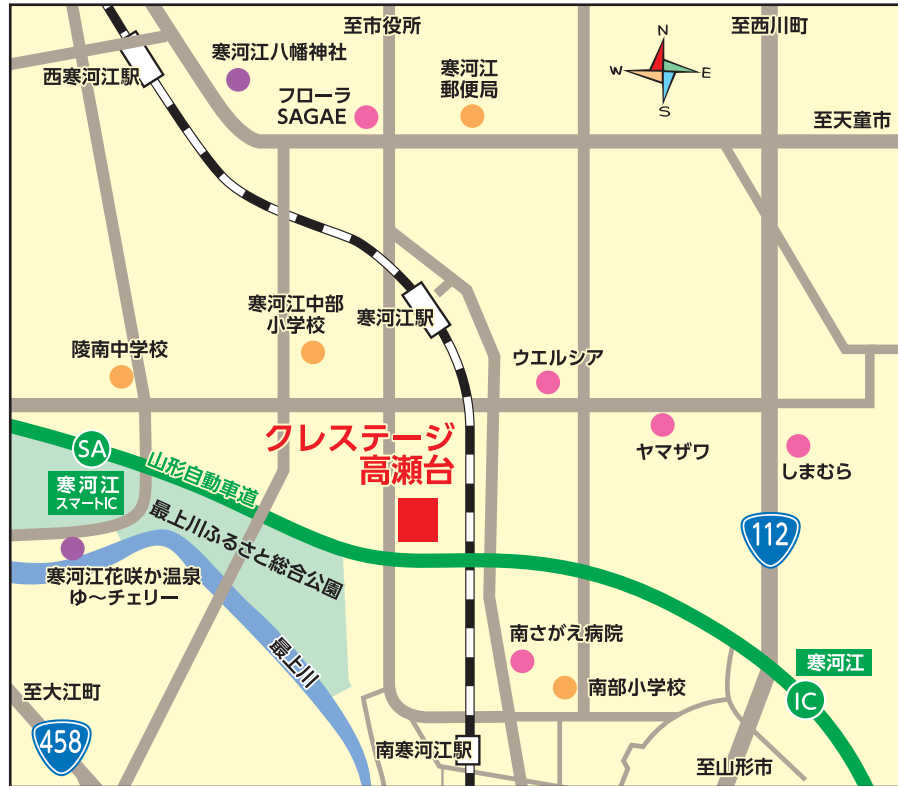 至市役所
至西川町
寒河江八幡神社
西寒河江駅
フローラ
SAGAE
寒河江
郵便局
N
W
E
S
至天童市
寒河江中部
小学校
寒河江駅
陵南中学校
ウエルシア
クレステージ
高瀬台
ヤマザワ
しまむら
SA
寒河江
スマートIC
山形自動車道
最上川ふるさと総合公園
112
寒河江花咲か温泉
ゆ～チェリー
最上川
南さがえ病院
南部小学校
寒河江
IC
至大江町
458
南寒河江駅
至山形市